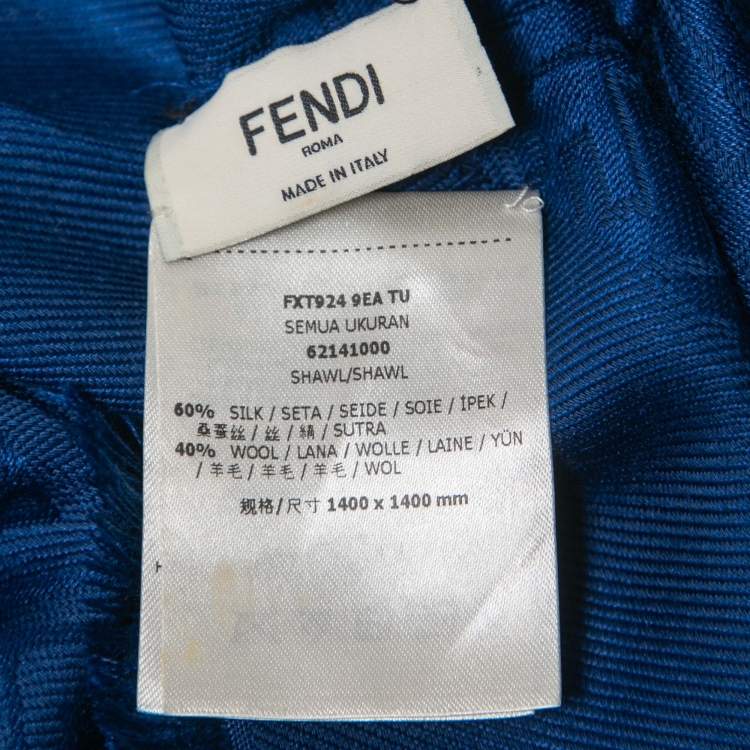 FENDI
ROMA
MADE IN ITALY
FXT924 9EA TU
SEMUA UKURAN
62141000
SHAWL/SHAWL
60% SILK / SETA / SEIDE / SOIE / İPEK /
桑蚕丝 / 丝 / 絹 / SUTRA
40% WOOL / LANA / WOLLE / LAINE / YÜN
/ 羊毛 / 羊毛 / 羊毛 / WOL
规格/尺寸 1400 x 1400 mm